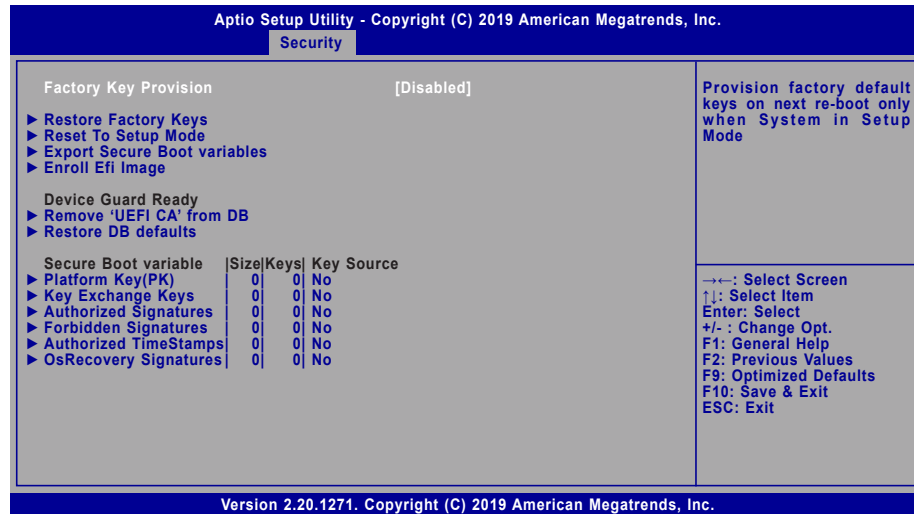 Aptio Setup Utility - Copyright (C) 2019 American Megatrends, Inc.
Security
Factory Key Provision [Disabled]
► Restore Factory Keys
► Reset To Setup Mode
► Export Secure Boot variables
► Enroll Efi Image
Device Guard Ready
► Remove ‘UEFI CA’ from DB
► Restore DB defaults
Secure Boot variable |Size|Keys| Key Source
► Platform Key(PK) | 0| 0| No
► Key Exchange Keys | 0| 0| No
► Authorized Signatures | 0| 0| No
► Forbidden Signatures | 0| 0| No
► Authorized TimeStamps| 0| 0| No
► OsRecovery Signatures| 0| 0| No
Provision factory default
keys on next re-boot only
when System in Setup
Mode
→←: Select Screen
↑↓: Select Item
Enter: Select
+/- : Change Opt.
F1: General Help
F2: Previous Values
F9: Optimized Defaults
F10: Save & Exit
ESC: Exit
Version 2.20.1271. Copyright (C) 2019 American Megatrends, Inc.